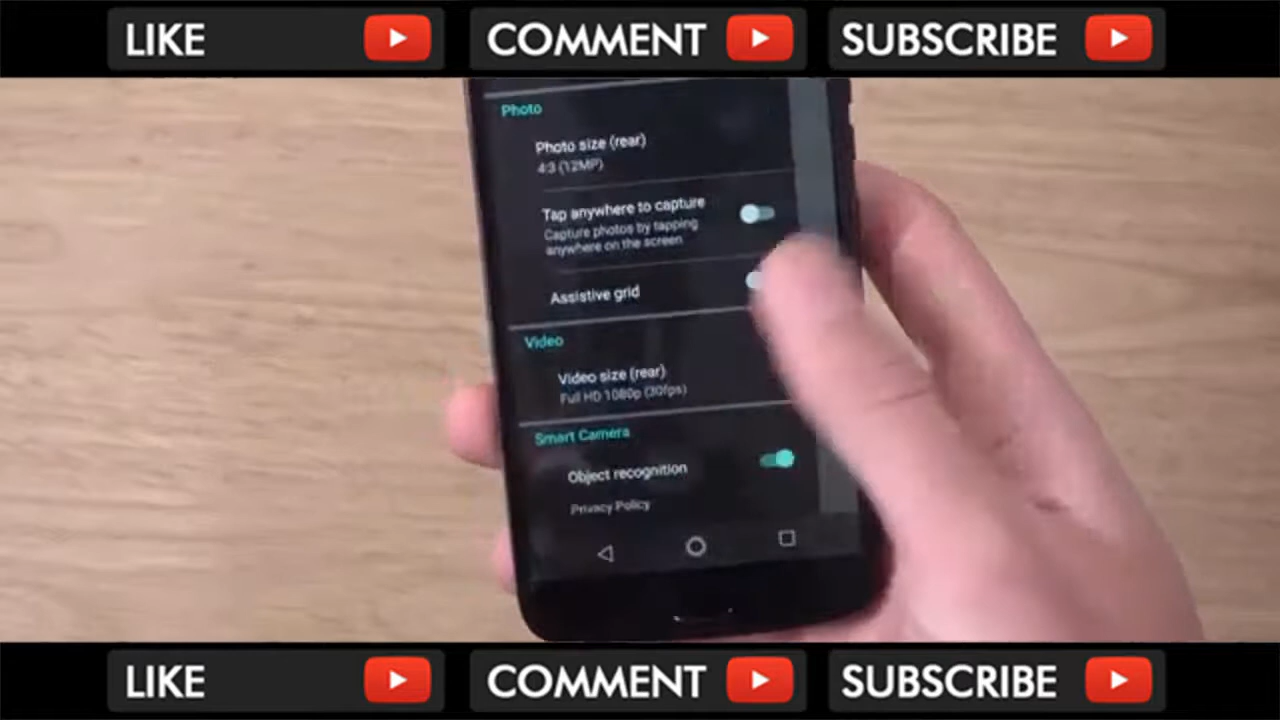 LIKE COMMENT SUBSCRIBE
Photo
Photo size (rear)
4:3 (12MP)
Tap anywhere to capture
Capture photos by tapping
anywhere on the screen
Assistive grid
Video
Video size (rear)
Full HD 1080p (30fps)
Smart Camera
Object recognition
Privacy Policy
LIKE COMMENT SUBSCRIBE